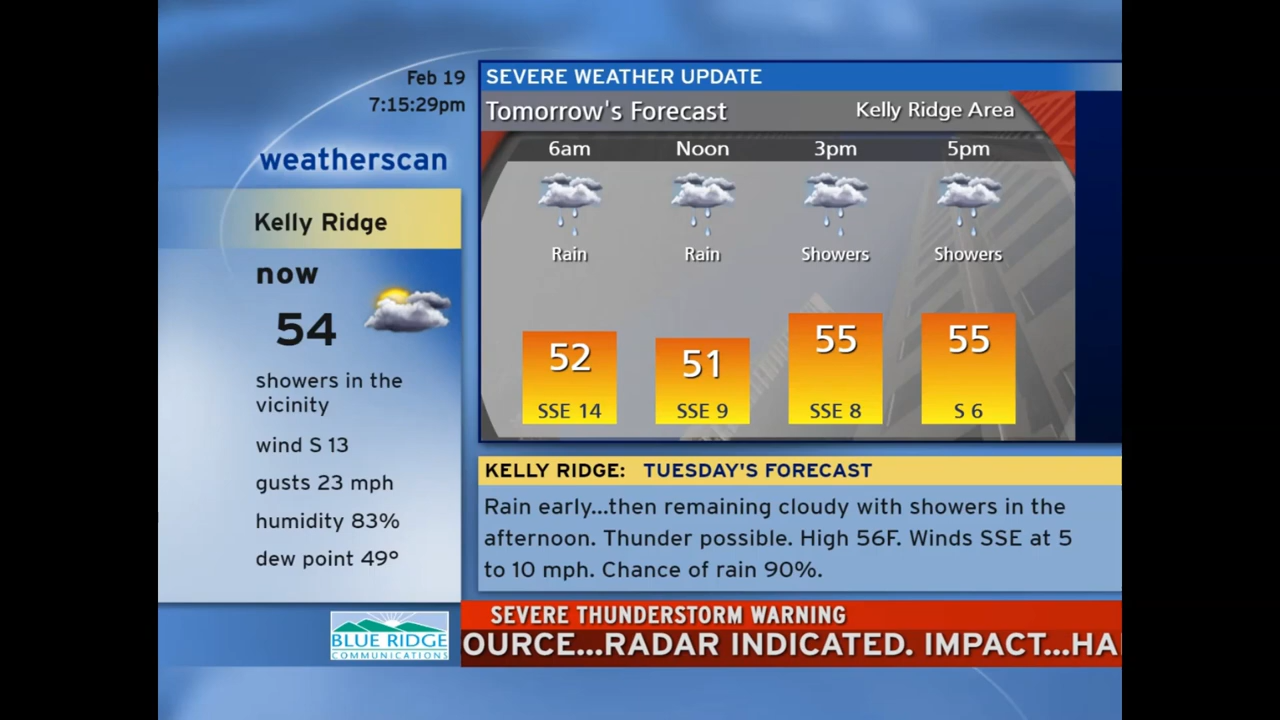 Feb 19
7:15:29pm
weatherscan
Kelly Ridge
now
54
showers in the
vicinity
wind S 13
gusts 23 mph
humidity 83%
dew point 49°
SEVERE WEATHER UPDATE
Tomorrow's Forecast Kelly Ridge Area
6am Noon 3pm 5pm
Rain Rain Showers Showers
52 51 55 55
SSE 14 SSE 9 SSE 8 S 6
KELLY RIDGE: TUESDAY'S FORECAST
Rain early...then remaining cloudy with showers in the
afternoon. Thunder possible. High 56F. Winds SSE at 5
to 10 mph. Chance of rain 90%.
BLUE RIDGE
COMMUNICATIONS
SEVERE THUNDERSTORM WARNING
OURCE...RADAR INDICATED. IMPACT...HA